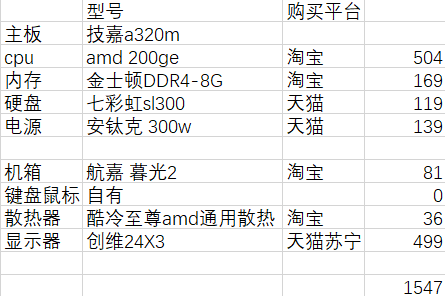 型号 购买平台
主板 技嘉a320m
cpu amd 200ge 淘宝 504
内存 金士顿DDR4-8G 淘宝 169
硬盘 七彩虹sl300 天猫 119
电源 安钛克 300w 天猫 139
机箱 航嘉 暮光2 淘宝 81
键盘鼠标 自有 0
散热器 酷冷至尊amd通用散热 淘宝 36
显示器 创维24X3 天猫苏宁 499
1547